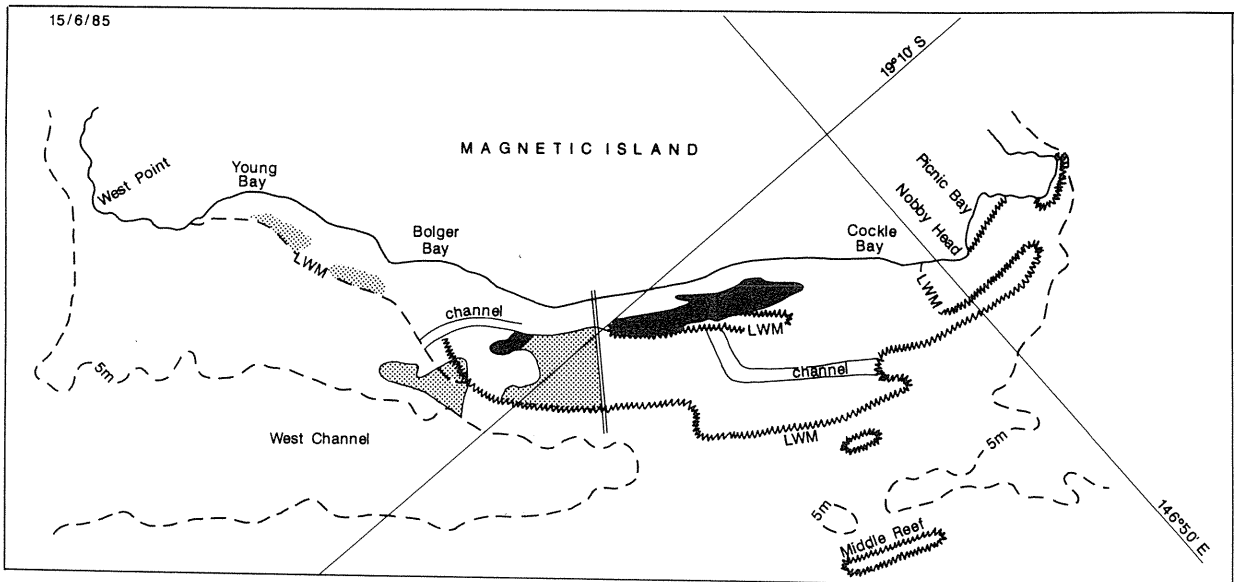 15/6/85
19°10' S
MAGNETIC ISLAND
West Point
Young
Bay
Picnic Bay
Nobby Head
Bolger
Bay
Cockle
Bay
LWM
LWM
channel
LWM
channel
5m
West Channel
LWM
5m
5m
Middle Reef
146°50' E